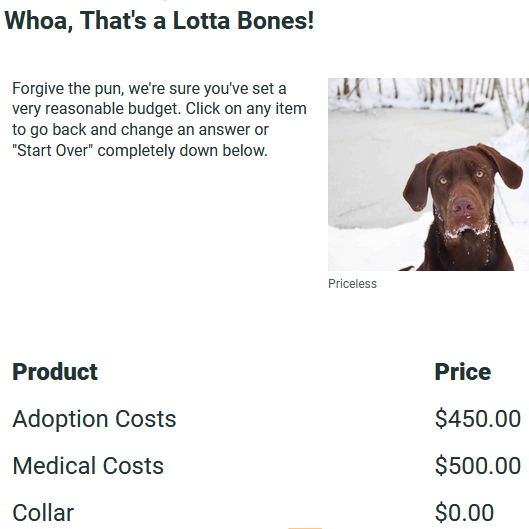 Whoa, That's a Lotta Bones!
Forgive the pun, we're sure you've set a
very reasonable budget. Click on any item
to go back and change an answer or
"Start Over" completely down below.
Priceless
Product Price
Adoption Costs $450.00
Medical Costs $500.00
Collar $0.00